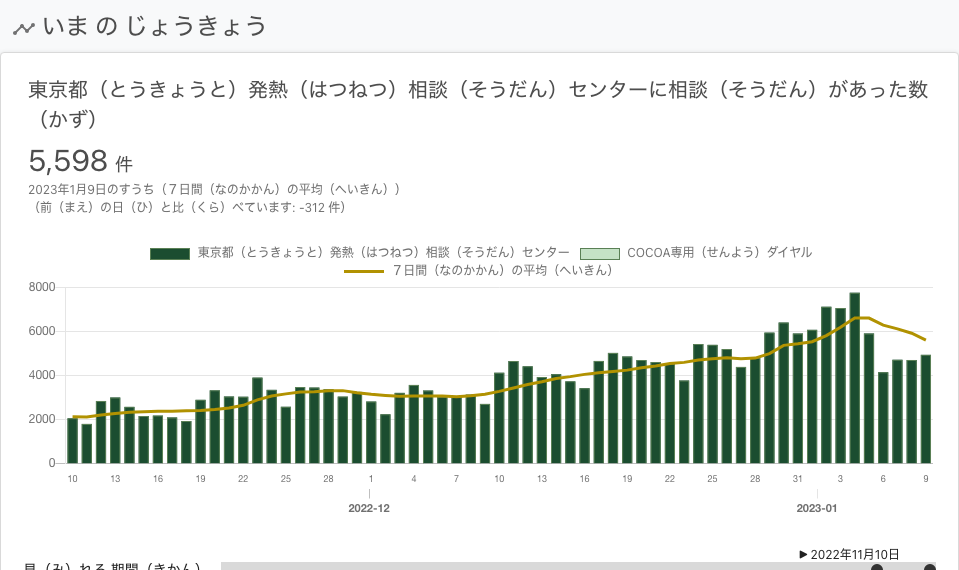 いま の じょうきょう
東京都（とうきょうと）発熱（はつねつ）相談（そうだん）センターに相談（そうだん）があった数
（かず）
5,598 件
2023年1月9日のすうち（７日間（なのかかん）の平均（へいきん））
（前（まえ）の日（ひ）と比（くら）べています: -312 件）
東京都（とうきょうと）発熱（はつねつ）相談（そうだん）センター COCOA専用（せんよう）ダイヤル
７日間（なのかかん）の平均（へいきん）
8000
6000
4000
2000
0
10 13 16 19 22 25 28 1 4 7 10 13 16 19 22 25 28 31 3 6 9
2022-12 2023-01
▶ 2022年11月10日
見（み）れる 期間（きかん）